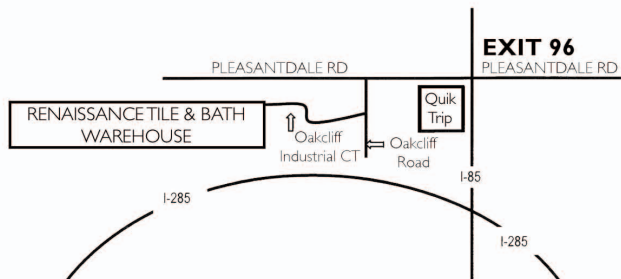 EXIT 96
PLEASANTDALE RD
PLEASANTDALE RD
RENAISSANCE TILE & BATH
WAREHOUSE
Quik
Trip
Oakcliff
Industrial CT
Oakcliff
Road
I-85
I-285
I-285